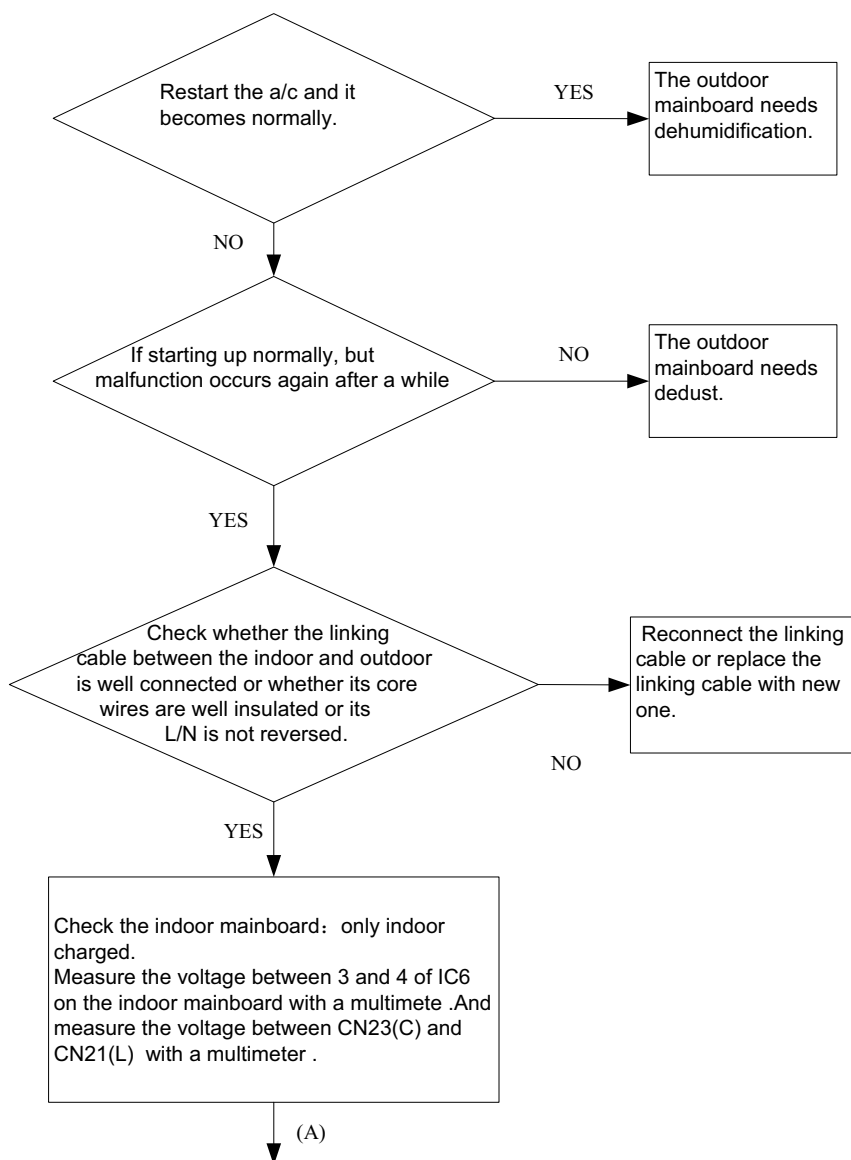 Restart the a/c and it
becomes normally.
YES
The outdoor
mainboard needs
dehumidification.
NO
If starting up normally, but
malfunction occurs again after a while
NO
The outdoor
mainboard needs
dedust.
YES
Check whether the linking
cable between the indoor and outdoor
is well connected or whether its core
wires are well insulated or its
L/N is not reversed.
NO
Reconnect the linking
cable or replace the
linking cable with new
one.
YES
Check the indoor mainboard：only indoor
charged.
Measure the voltage between 3 and 4 of IC6
on the indoor mainboard with a multimete .And
measure the voltage between CN23(C) and
CN21(L) with a multimeter .
(A)